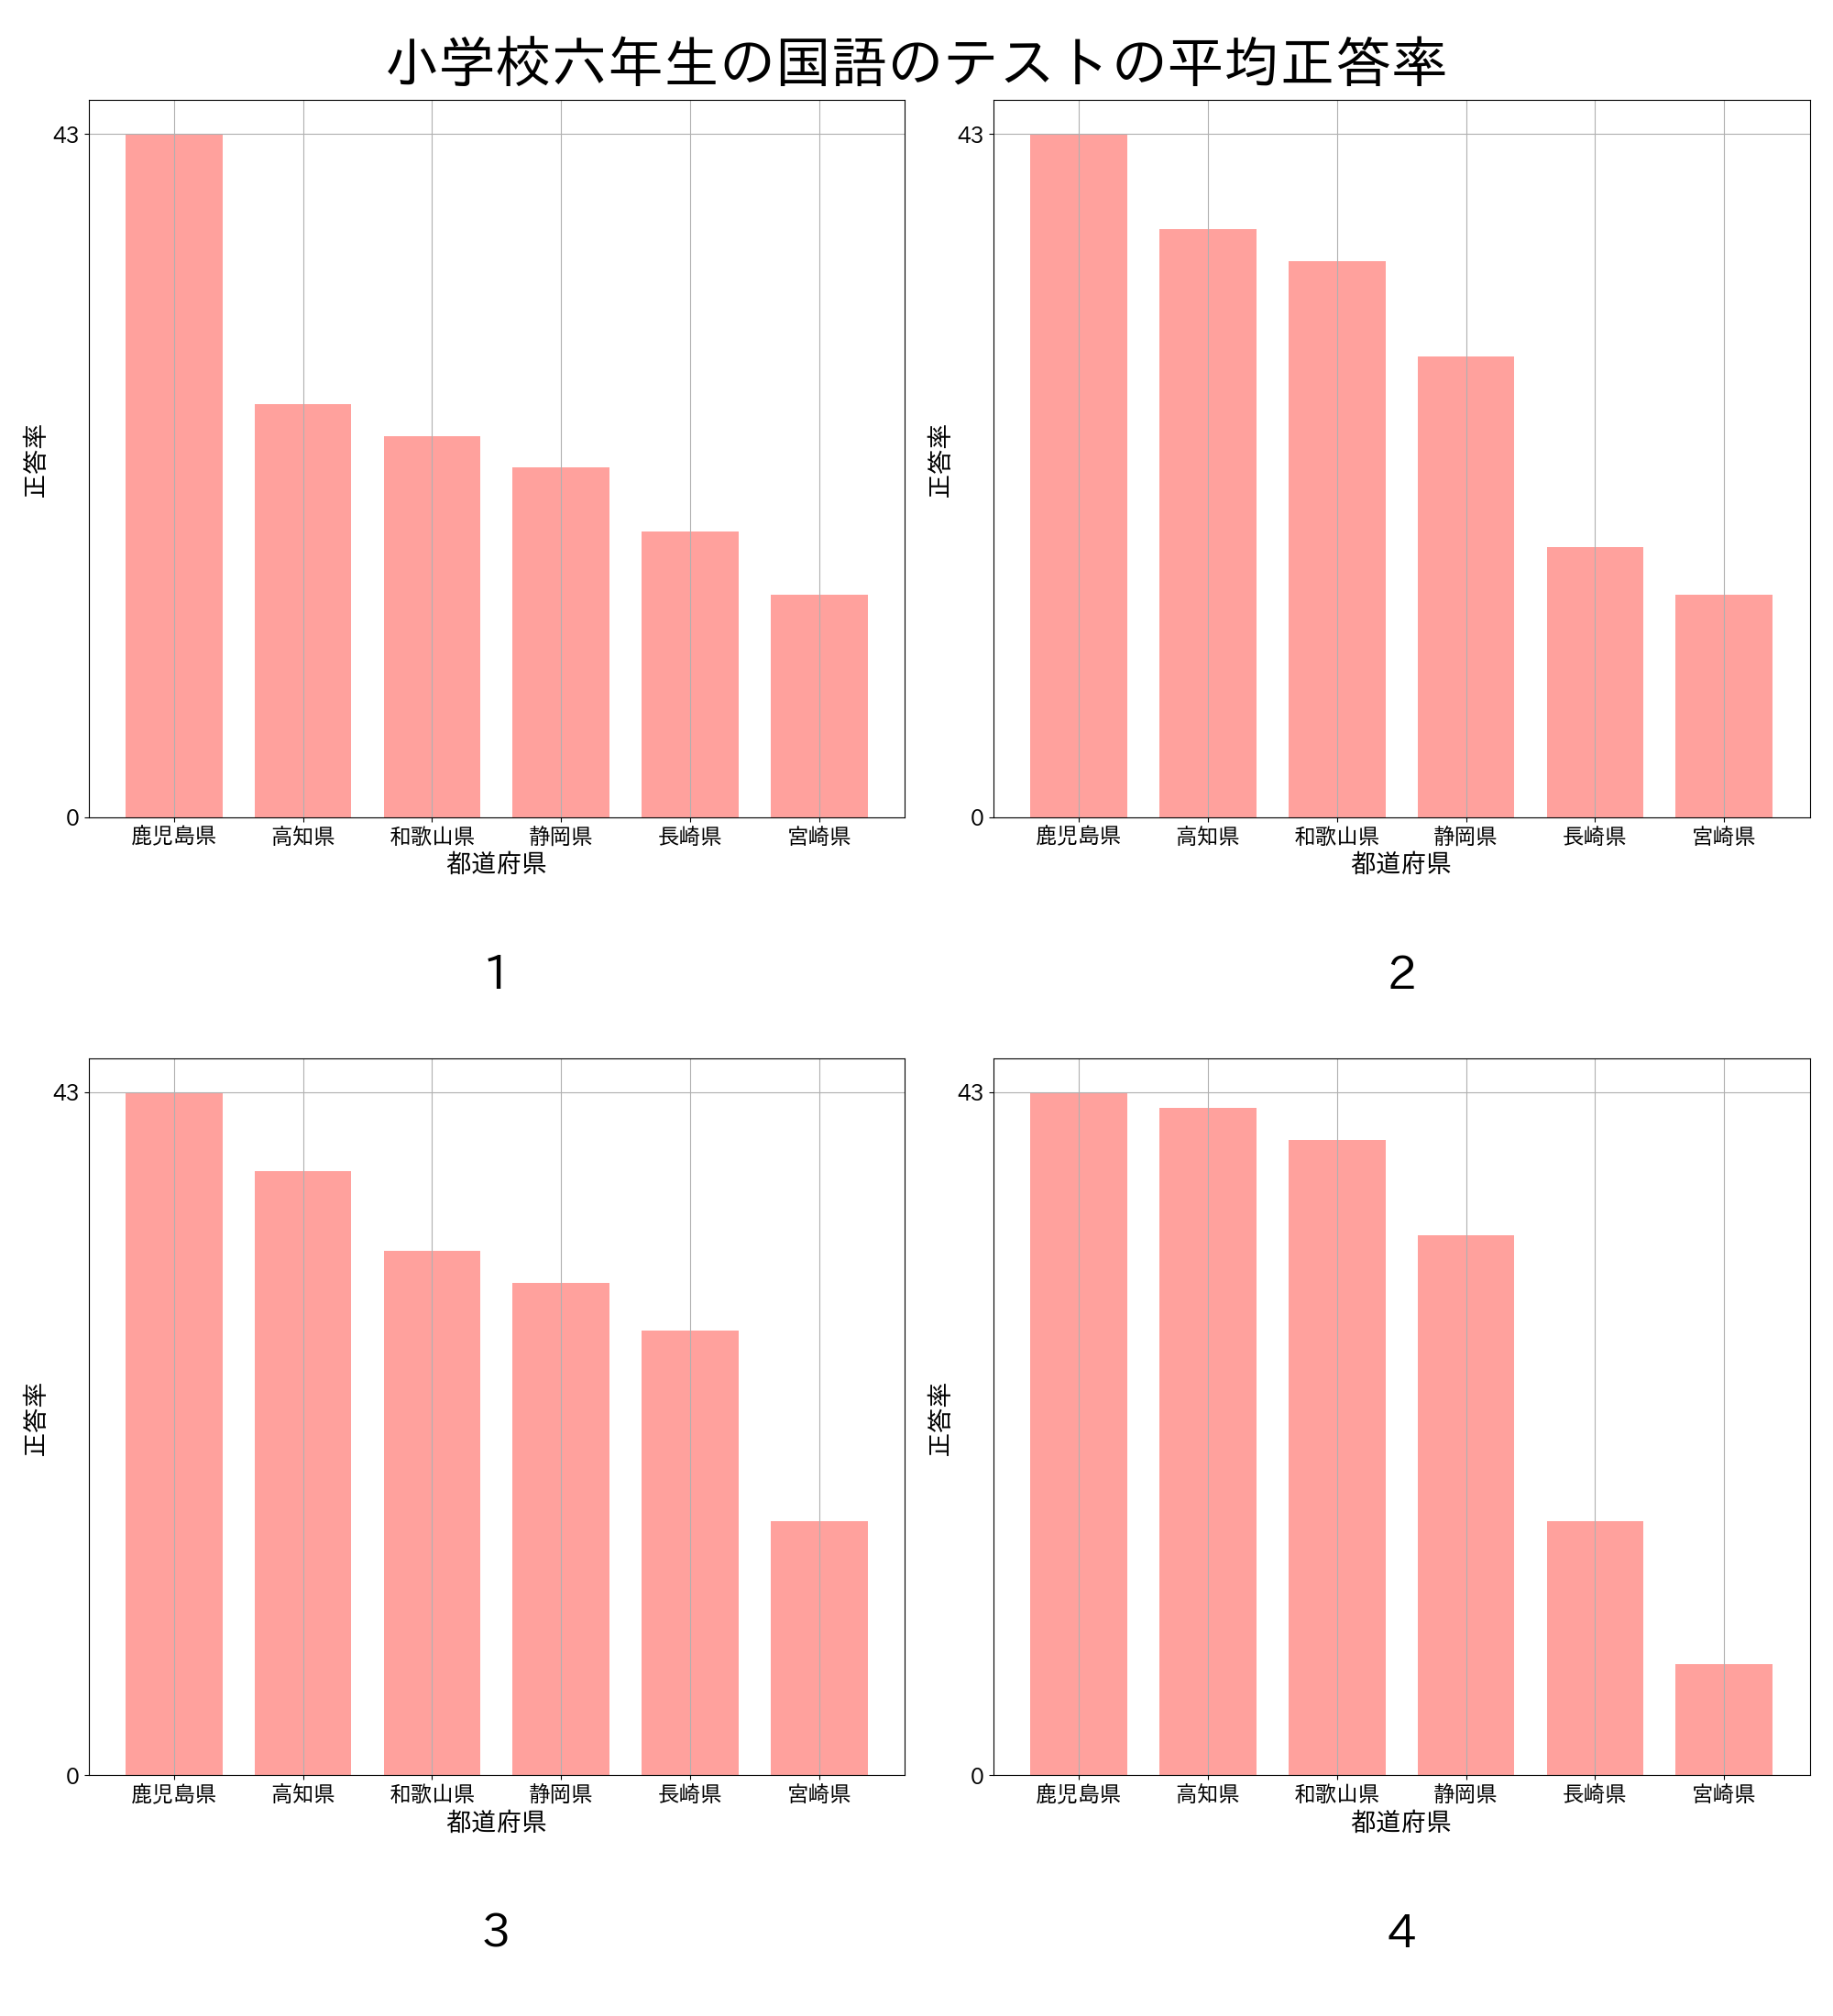 小学校六年生の国語のテストの平均正答率
43
0
正答率
鹿児島県 高知県 和歌山県 静岡県 長崎県 宮崎県
都道府県
1
43
0
正答率
鹿児島県 高知県 和歌山県 静岡県 長崎県 宮崎県
都道府県
2
43
0
正答率
鹿児島県 高知県 和歌山県 静岡県 長崎県 宮崎県
都道府県
3
43
0
正答率
鹿児島県 高知県 和歌山県 静岡県 長崎県 宮崎県
都道府県
4